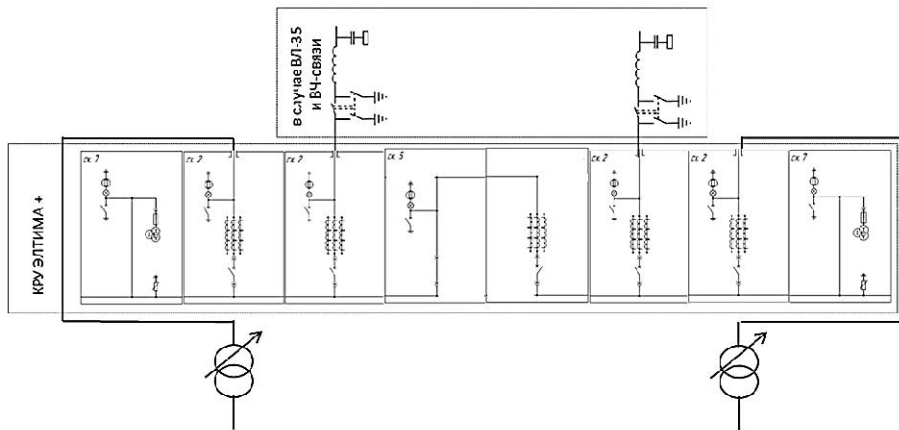 в случае ВЛ-35
и ВЧ-связи
КРУ ЭЛТИМА +
сх. 7
сх. 2
сх. 2
сх. 5
сх. 2
сх. 2
сх. 7